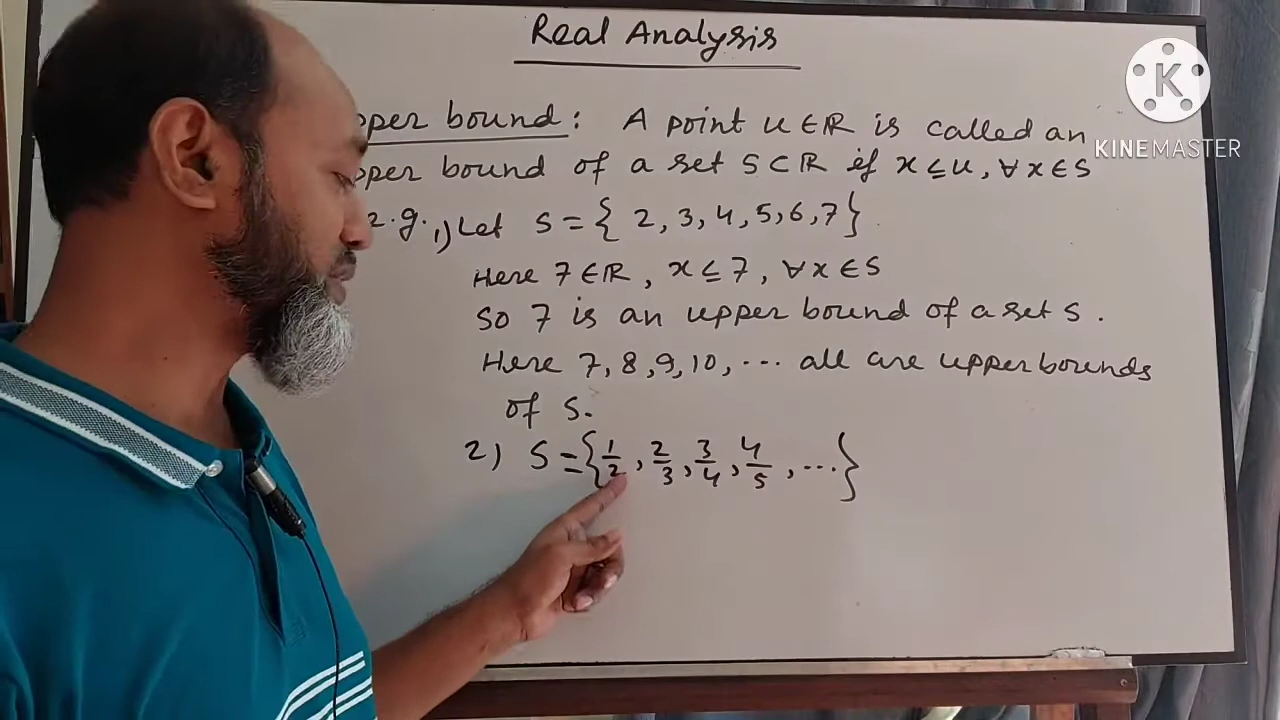 Real Analysis
K
KINEMASTER
pper bound: A point u∈ℝ is called an
pper bound of a set S⊂ℝ if x≤u, ∀x∈S
e.g. 1) Let S={2,3,4,5,6,7}
Here 7∈ℝ, x≤7, ∀x∈S
So 7 is an upper bound of a set S.
Here 7, 8, 9, 10, ... all are upper bounds
of S.
2) S={1/2, 2/3, 3/4, 4/5, ...}